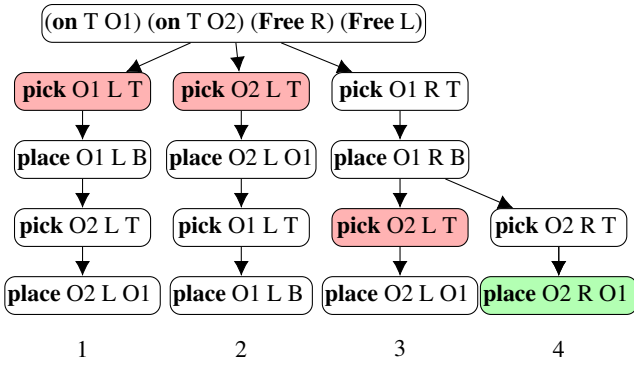 (on T O1) (on T O2) (Free R) (Free L)
pick O1 L T
pick O2 L T
pick O1 R T
place O1 L B
place O2 L O1
place O1 R B
pick O2 L T
pick O1 L T
pick O2 L T
pick O2 R T
place O2 L O1
place O1 L B
place O2 L O1
place O2 R O1
1
2
3
4